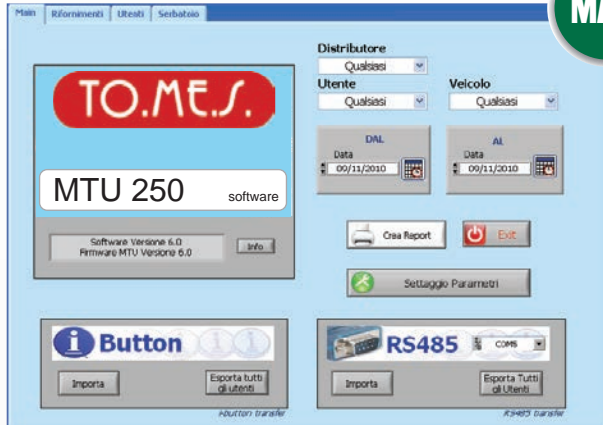 Main Rifornimenti Utenti Serbatoio
MA
Distributore
Qualsiasi
Utente Veicolo
Qualsiasi Qualsiasi
TO.ME.S.
DAL AL
Data Data
09/11/2010 09/11/2010
MTU 250 software
Software Versione 6.0
Firmware MTU Versione 6.0
Info
Crea Report Exit
Settaggio Parametri
i Button
RS485 COM5
Importa Esporta tutti
gli utenti
Importa Esporta Tutti
gli Utenti
ibutton transfer RS485 transfer